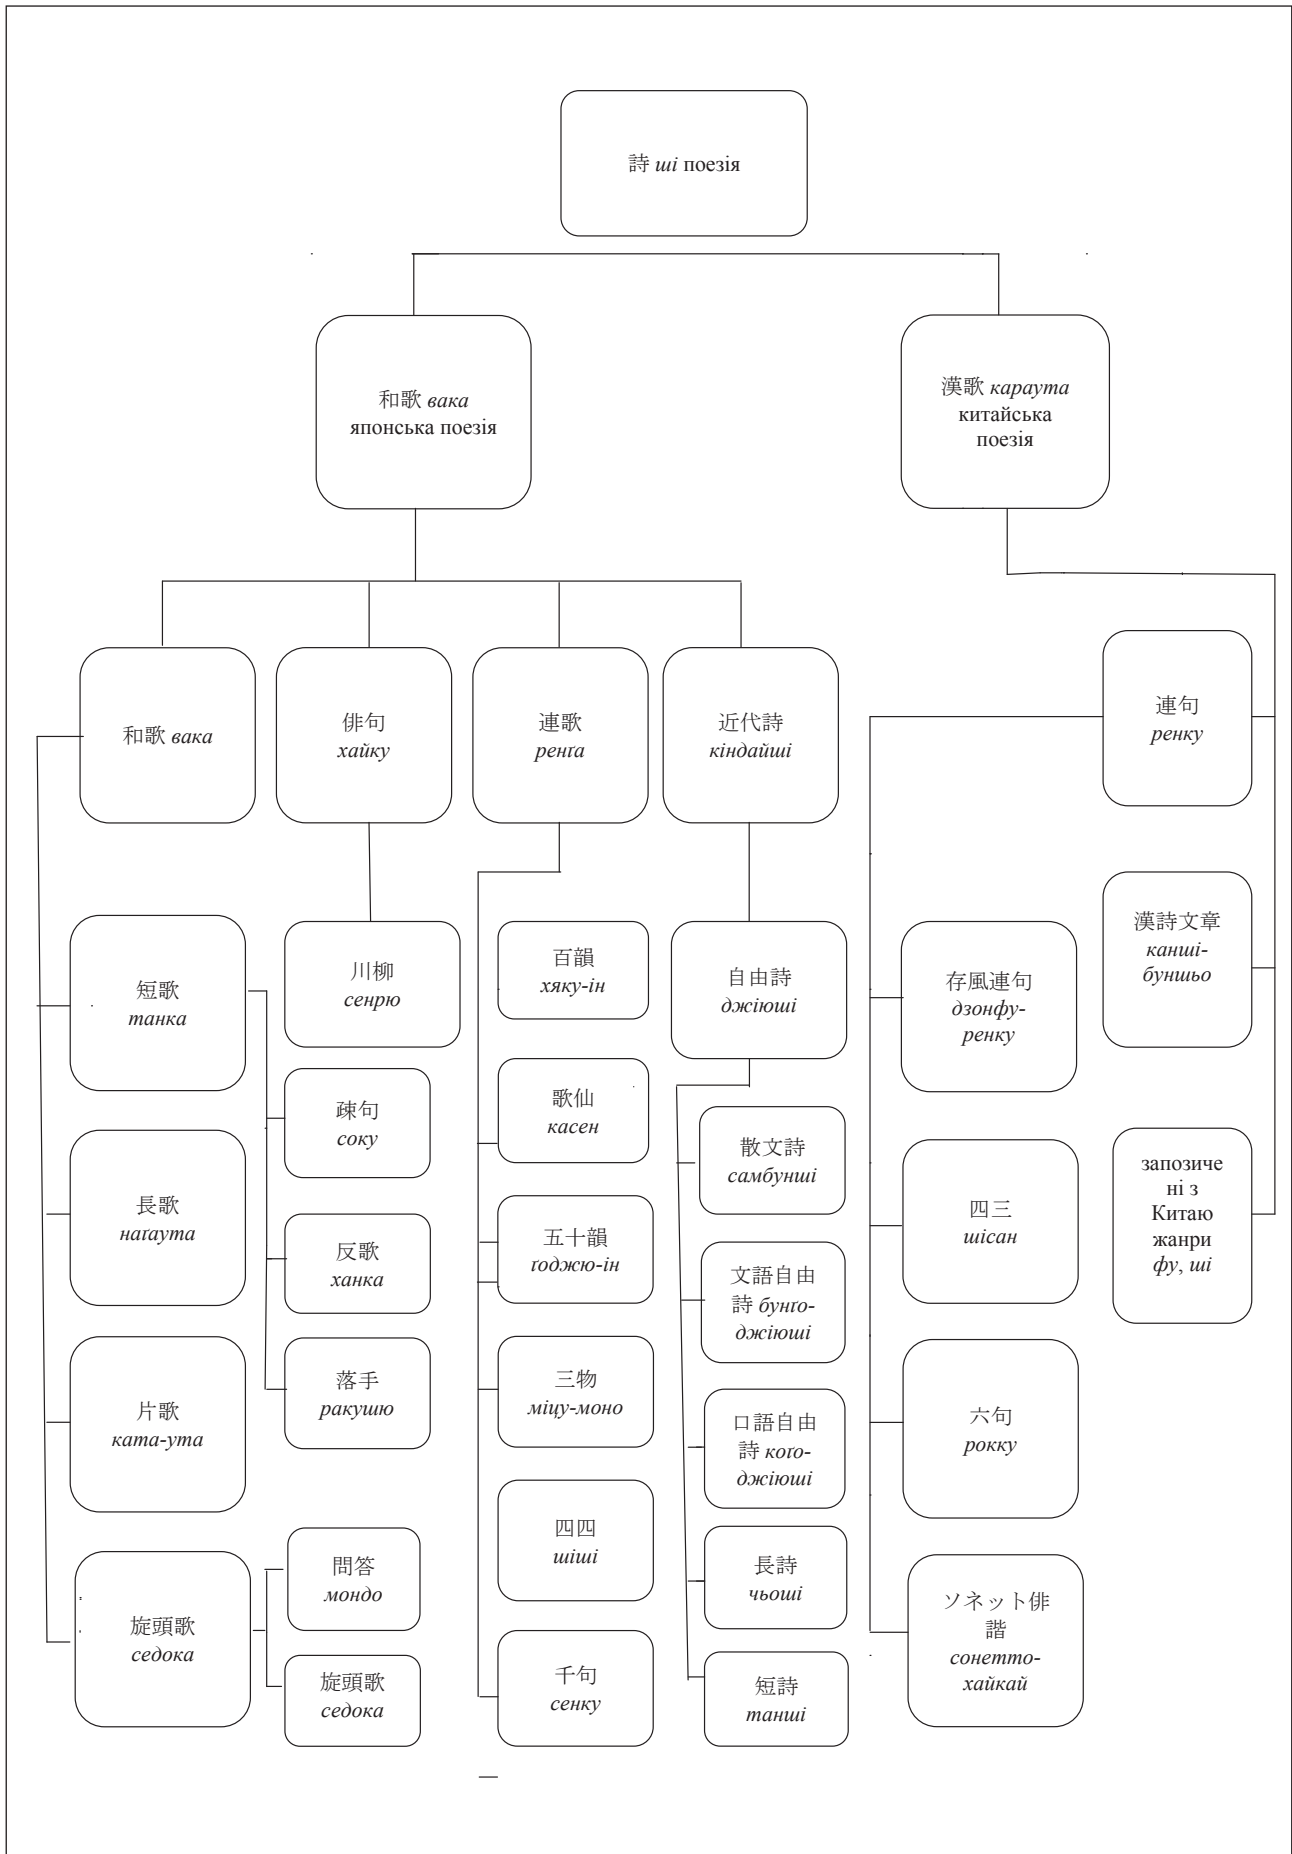 詩 ші поезія
和歌 вака
японська поезія
漢歌 караута
китайська
поезія
和歌 вака
俳句
хайку
連歌
ренґа
近代詩
кіндайші
連句
ренку
短歌
танка
川柳
сенрю
百韻
хяку-ін
自由詩
джіюші
存風連句
дзонфу-
ренку
漢詩文章
канші-
буншьо
疎句
соку
歌仙
касен
散文詩
самбунші
長歌
наґаута
反歌
ханка
五十韻
ґоджю-ін
文語自由
詩 бунґо-
джіюші
四三
шісан
запозиче
ні з
Китаю
жанри
фу, ші
片歌
ката-ута
落手
ракушю
三物
міцу-моно
口語自由
詩 коґо-
джіюші
六句
рокку
旋頭歌
седока
問答
мондо
旋頭歌
седока
四四
шіші
長詩
чьоші
千句
сенку
短詩
танші
ソネット俳
諧
сонетто-
хайкай